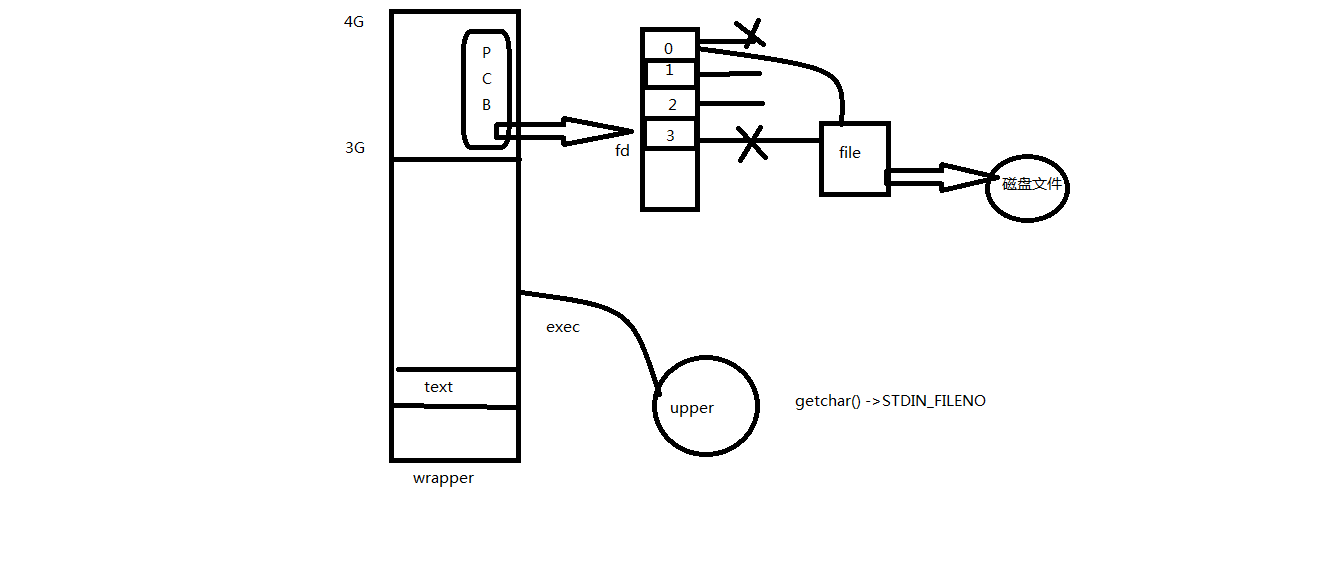 4G
P
C
B
3G
fd
0
1
2
3
file
磁盘文件
exec
text
upper
getchar() ->STDIN_FILENO
wrapper